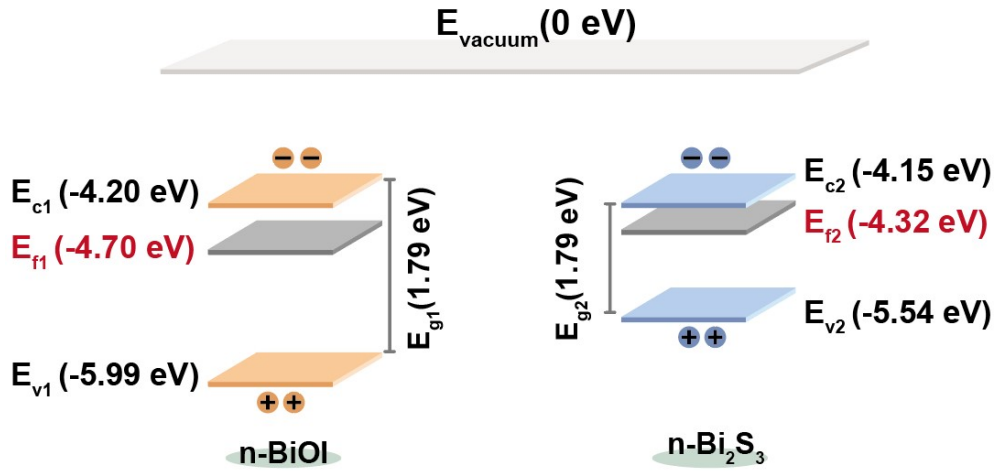 E_vacuum (0 eV)
E_c1 (-4.20 eV)
E_f1 (-4.70 eV)
E_v1 (-5.99 eV)
E_g1 (1.79 eV)
n-BiOI
E_c2 (-4.15 eV)
E_f2 (-4.32 eV)
E_v2 (-5.54 eV)
E_g2 (1.79 eV)
n-Bi₂S₃